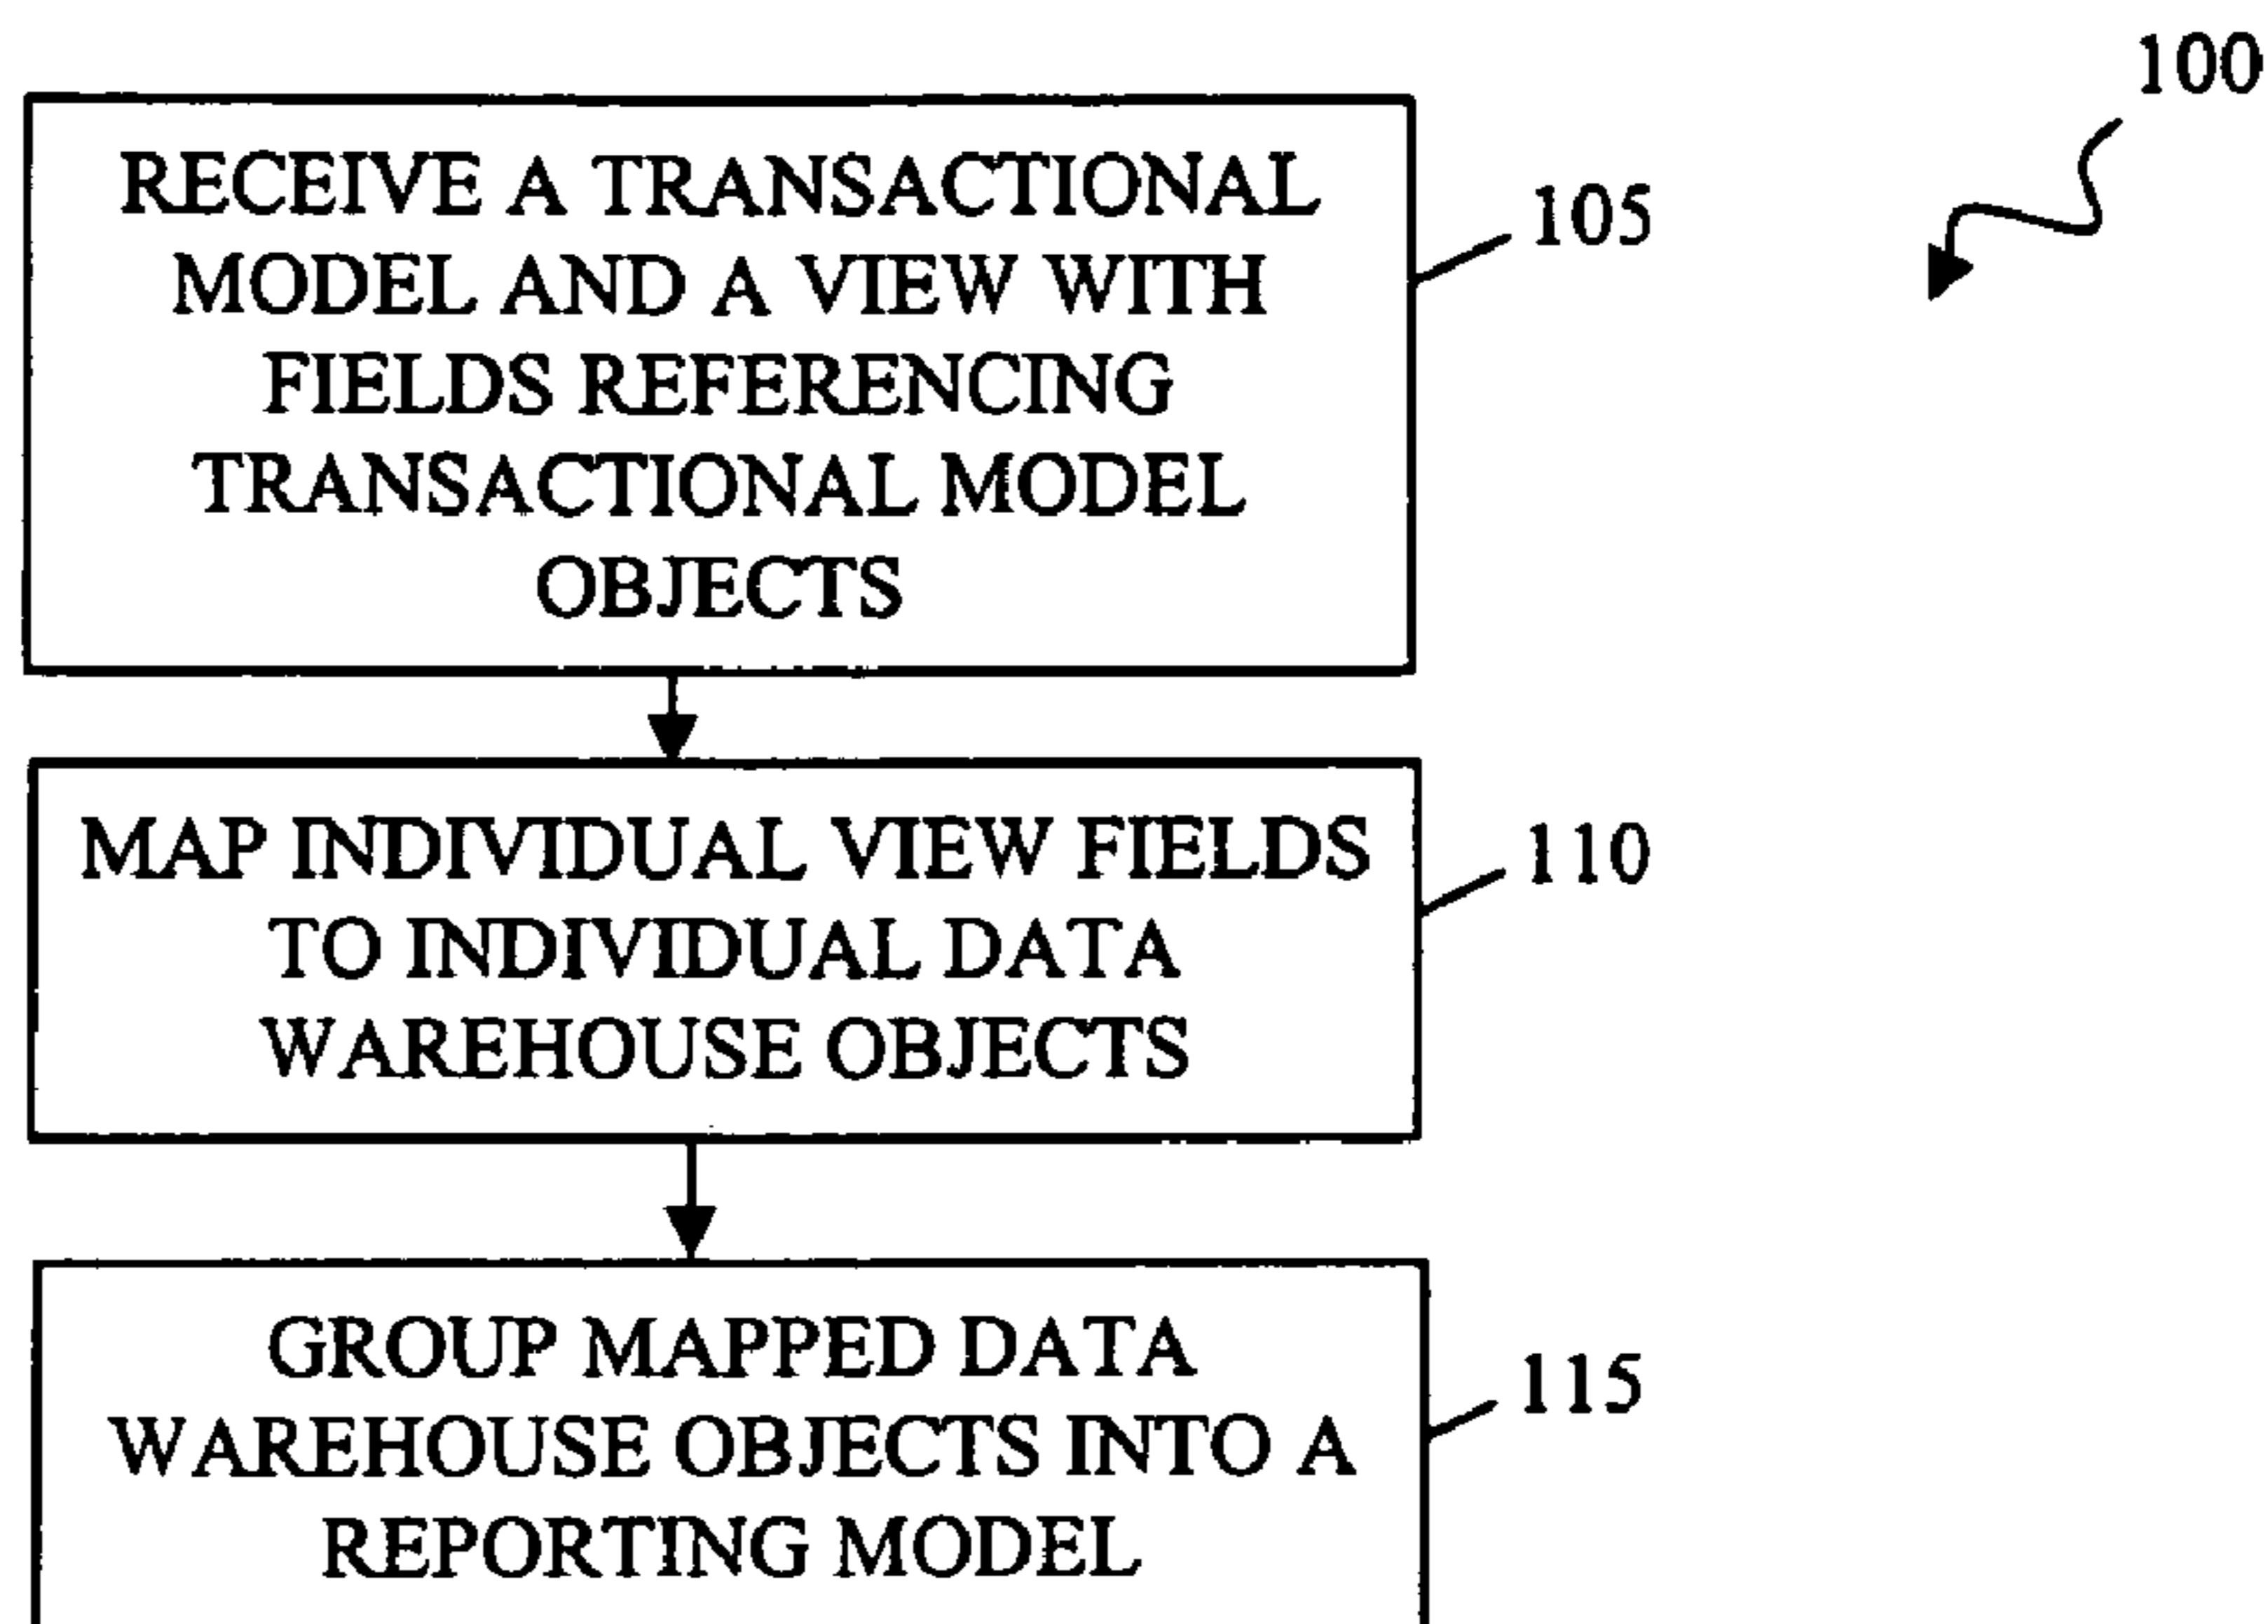 100
RECEIVE A TRANSACTIONAL
MODEL AND A VIEW WITH
FIELDS REFERENCING
TRANSACTIONAL MODEL
OBJECTS
105
MAP INDIVIDUAL VIEW FIELDS
TO INDIVIDUAL DATA
WAREHOUSE OBJECTS
110
GROUP MAPPED DATA
WAREHOUSE OBJECTS INTO A
REPORTING MODEL
115